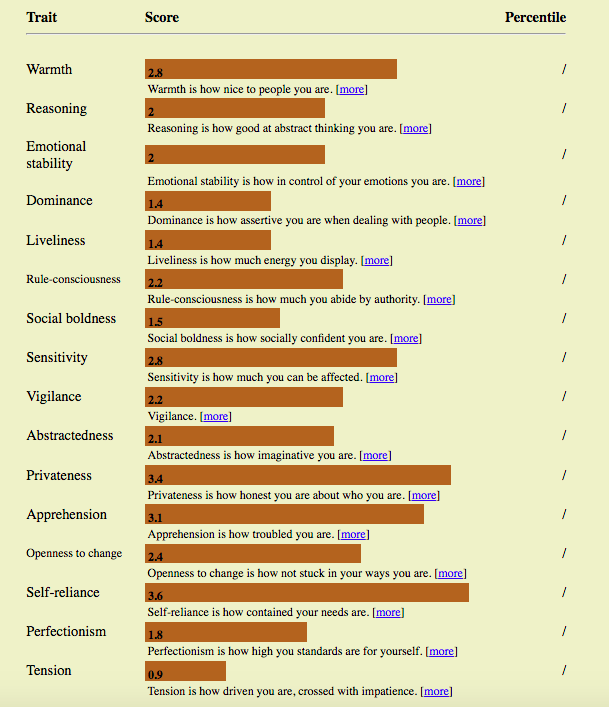 Trait Score Percentile
Warmth 2.8 /
Warmth is how nice to people you are. [more]
Reasoning 2 /
Reasoning is how good at abstract thinking you are. [more]
Emotional
stability 2 /
Emotional stability is how in control of your emotions you are. [more]
Dominance 1.4 /
Dominance is how assertive you are when dealing with people. [more]
Liveliness 1.4 /
Liveliness is how much energy you display. [more]
Rule-consciousness 2.2 /
Rule-consciousness is how much you abide by authority. [more]
Social boldness 1.5 /
Social boldness is how socially confident you are. [more]
Sensitivity 2.8 /
Sensitivity is how much you can be affected. [more]
Vigilance 2.2 /
Vigilance. [more]
Abstractedness 2.1 /
Abstractedness is how imaginative you are. [more]
Privateness 3.4 /
Privateness is how honest you are about who you are. [more]
Apprehension 3.1 /
Apprehension is how troubled you are. [more]
Openness to change 2.4 /
Openness to change is how not stuck in your ways you are. [more]
Self-reliance 3.6 /
Self-reliance is how contained your needs are. [more]
Perfectionism 1.8 /
Perfectionism is how high you standards are for yourself. [more]
Tension 0.9 /
Tension is how driven you are, crossed with impatience. [more]